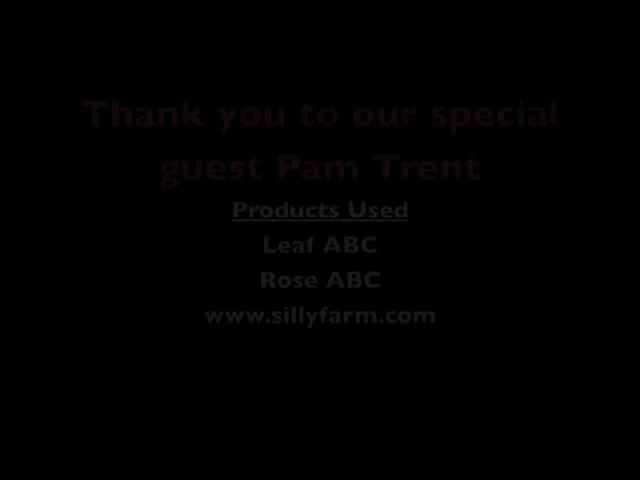 Thank you to our special
guest Pam Trent
Products Used
Leaf ABC
Rose ABC
www.sillyfarm.com